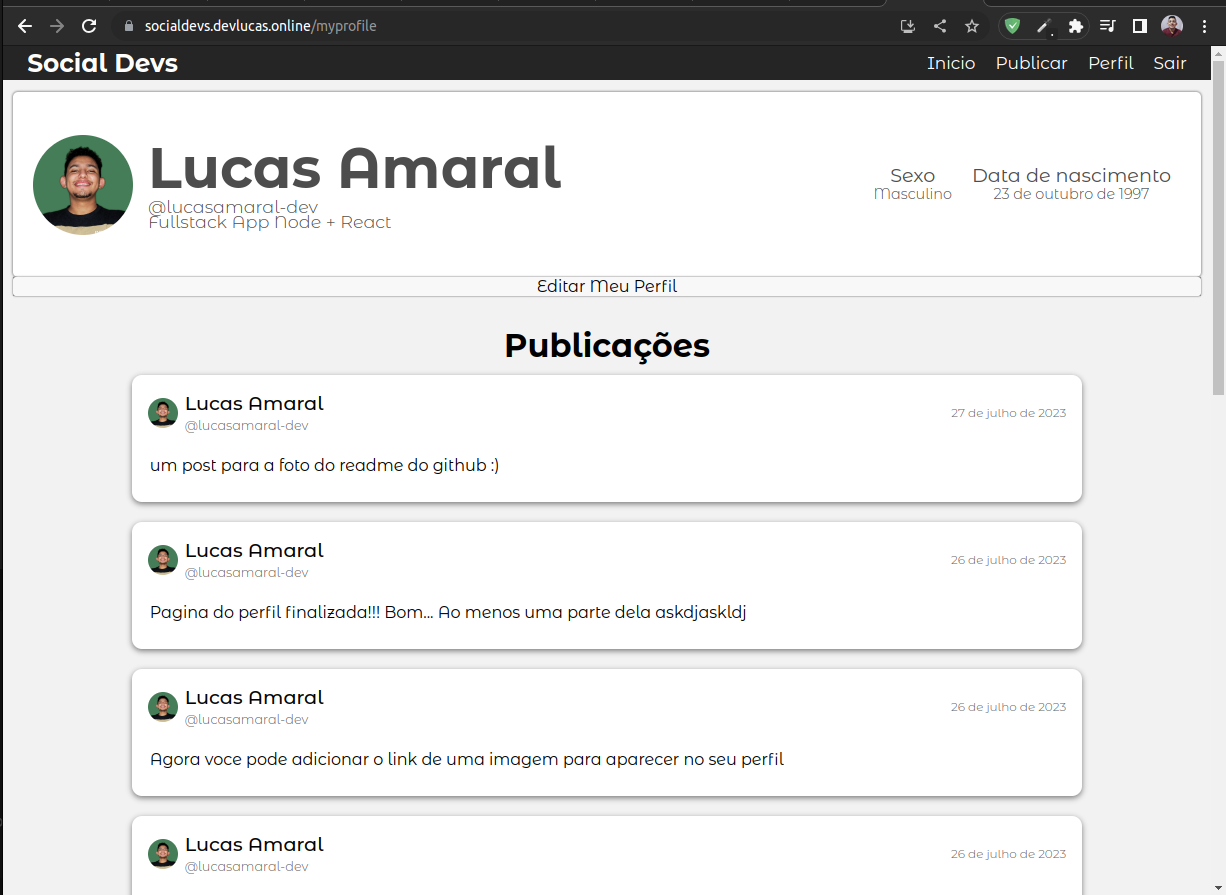 socialdevs.devlucas.online/myprofile
Social Devs Inicio Publicar Perfil Sair
Lucas Amaral
@lucasamaral-dev
Fullstack App Node + React
Sexo Data de nascimento
Masculino 23 de outubro de 1997
Editar Meu Perfil
Publicações
Lucas Amaral
@lucasamaral-dev
27 de julho de 2023
um post para a foto do readme do github :)
Lucas Amaral
@lucasamaral-dev
26 de julho de 2023
Pagina do perfil finalizada!!! Bom... Ao menos uma parte dela askdjaskldj
Lucas Amaral
@lucasamaral-dev
26 de julho de 2023
Agora voce pode adicionar o link de uma imagem para aparecer no seu perfil
Lucas Amaral
@lucasamaral-dev
26 de julho de 2023